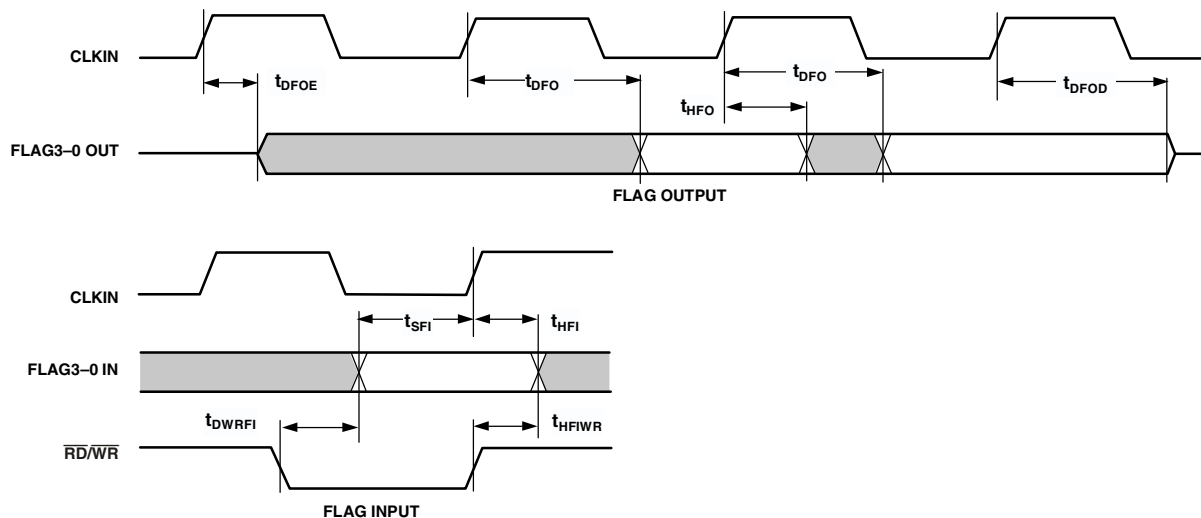 CLKIN
tDFOE
tDFO
tDFO
tHFO
tDFOD
FLAG3–0 OUT
FLAG OUTPUT
CLKIN
tSFI
tHFI
FLAG3–0 IN
tDWRFI
tHFIWR
RD/WR
FLAG INPUT